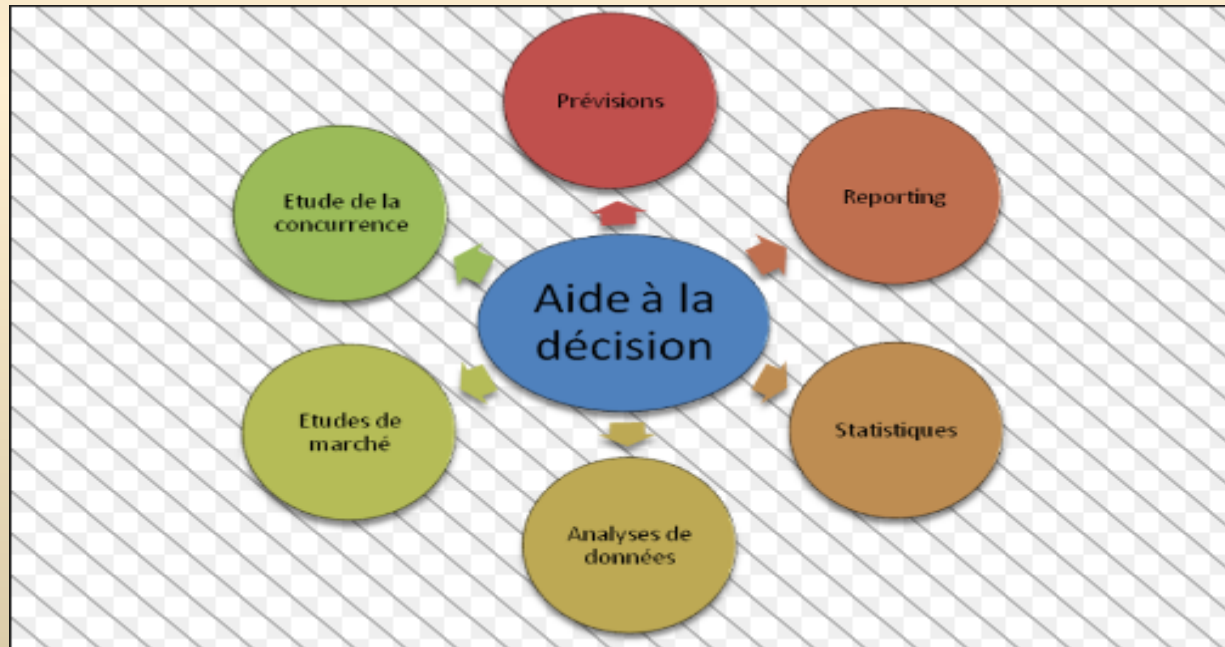 Prévisions
Reporting
Etude de la
concurrence
Aide à la
décision
Etudes de
marché
Statistiques
Analyses de
données